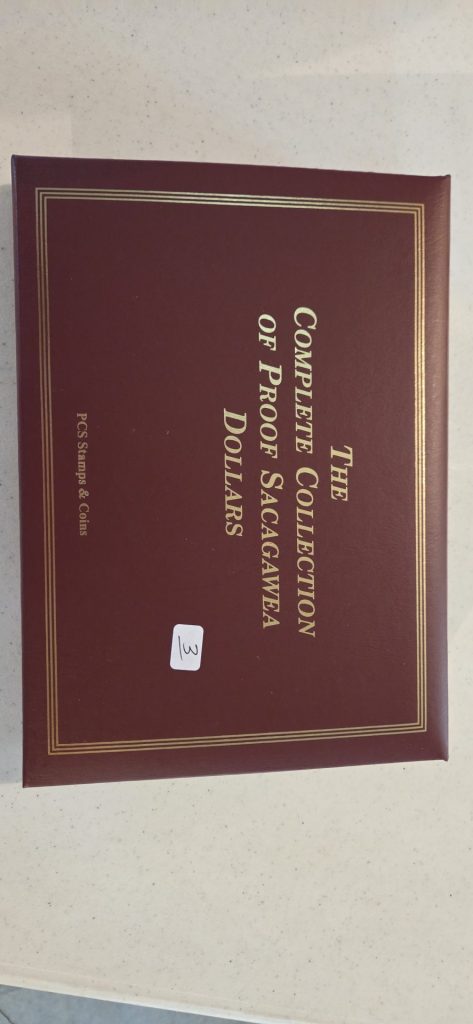 THE
COMPLETE COLLECTION
OF PROOF SACAGAWEA
DOLLARS
3
PCS Stamps & Coins